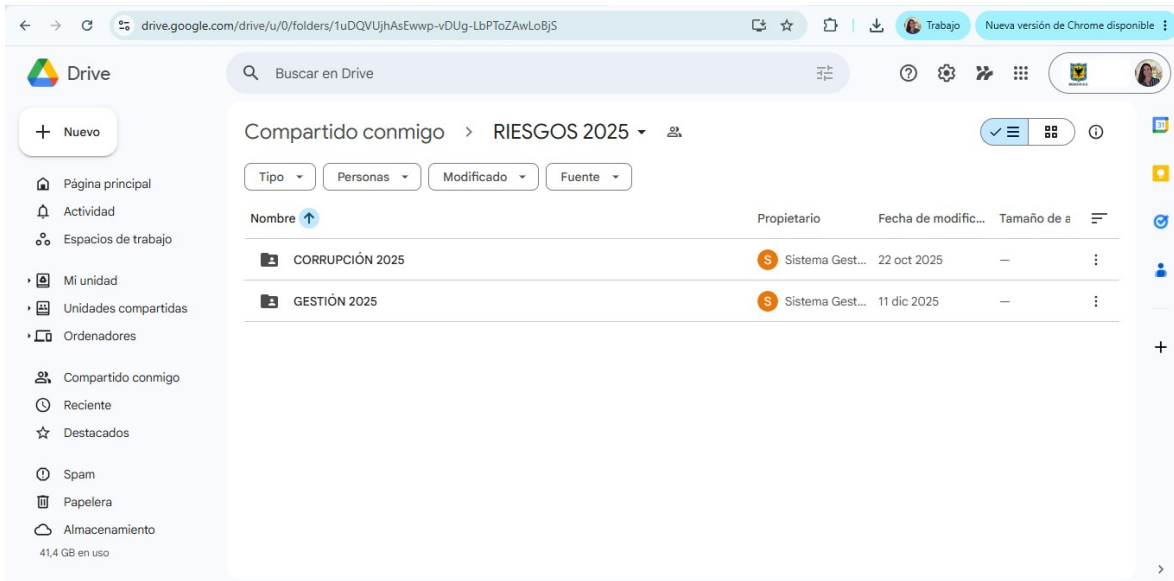 drive.google.com/drive/u/0/folders/1uDQVUjhAsEwwp-vDUg-LbPToZAwLoBjS
Trabajo
Nueva versión de Chrome disponible
Drive
Buscar en Drive
Nuevo
Compartido conmigo > RIESGOS 2025
Tipo Personas Modificado Fuente
Página principal
Actividad
Espacios de trabajo
Mi unidad
Unidades compartidas
Ordenadores
Compartido conmigo
Reciente
Destacados
Spam
Papelera
Almacenamiento
41,4 GB en uso
Nombre Propietario Fecha de modific... Tamaño de a
CORRUPCIÓN 2025 S Sistema Gest... 22 oct 2025 —
GESTIÓN 2025 S Sistema Gest... 11 dic 2025 —
31